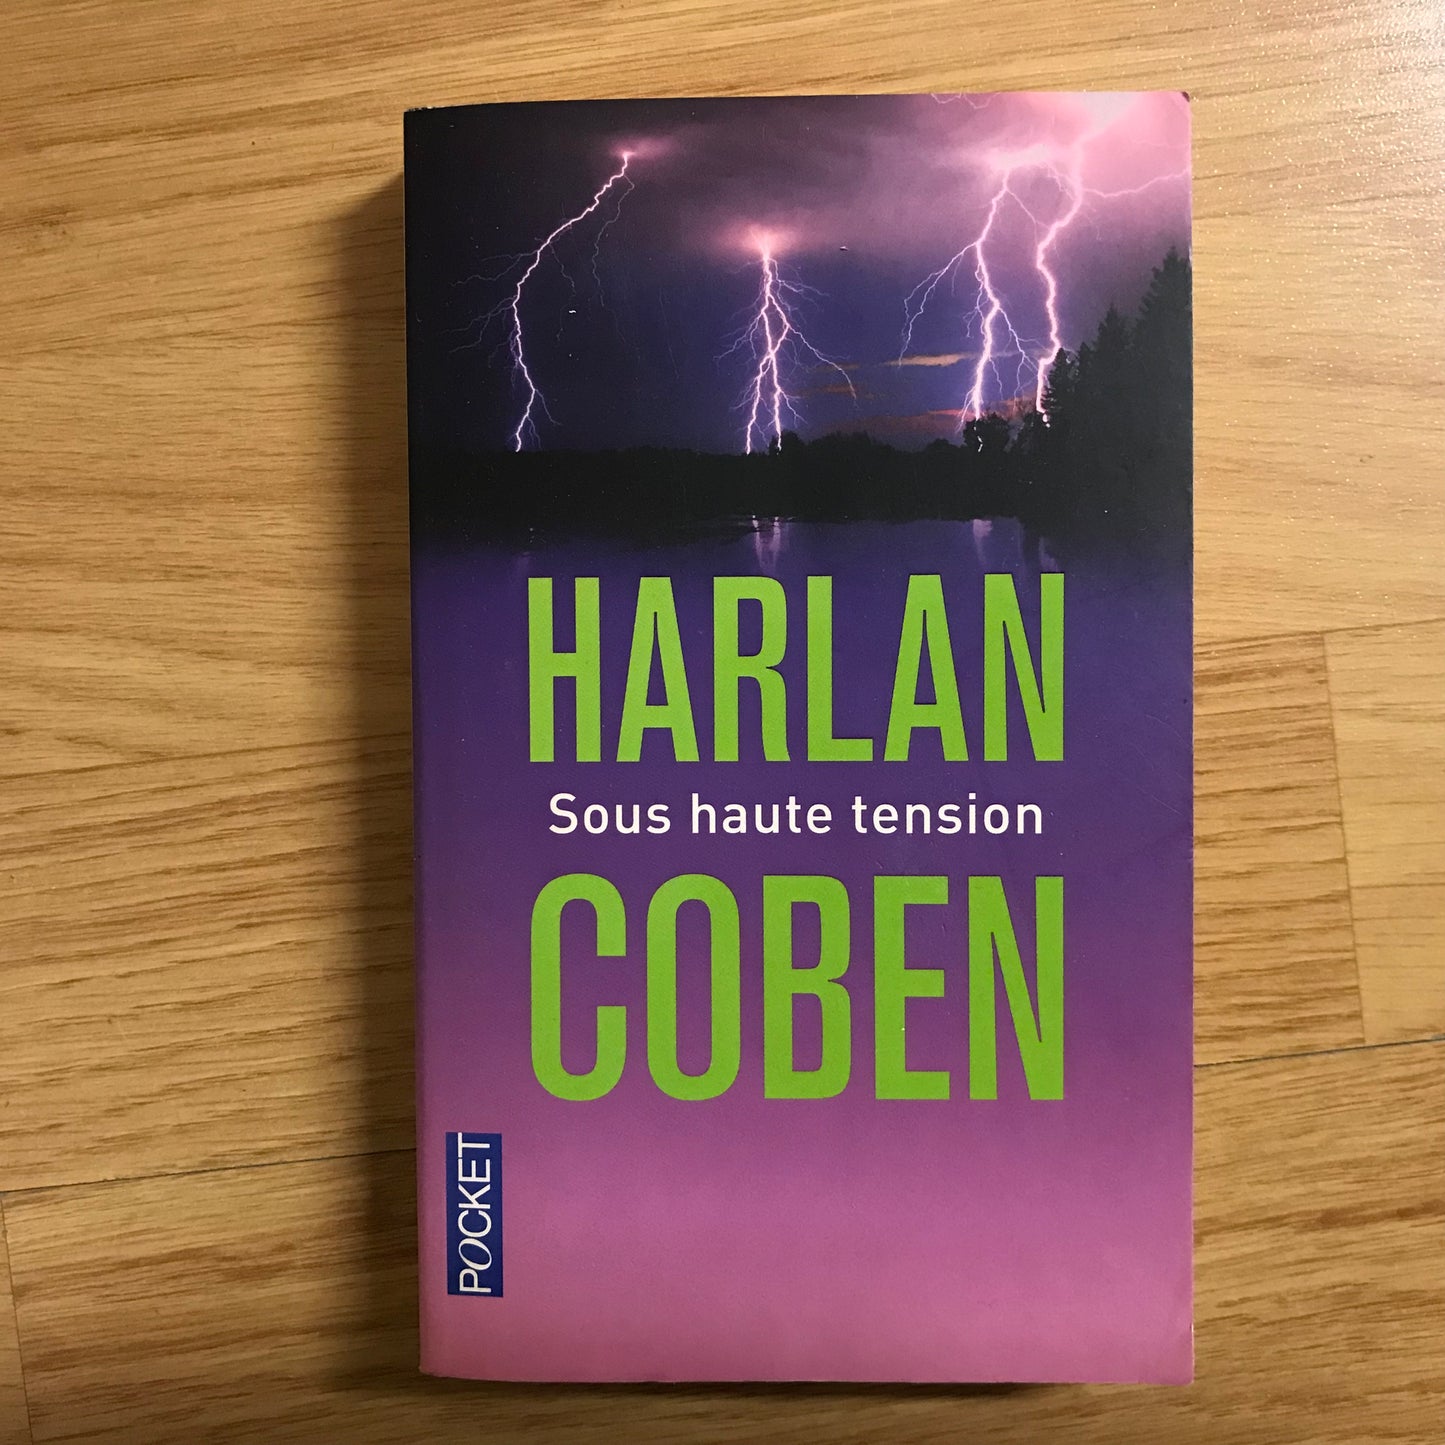 HARLAN
Sous haute tension
COBEN
POCKET